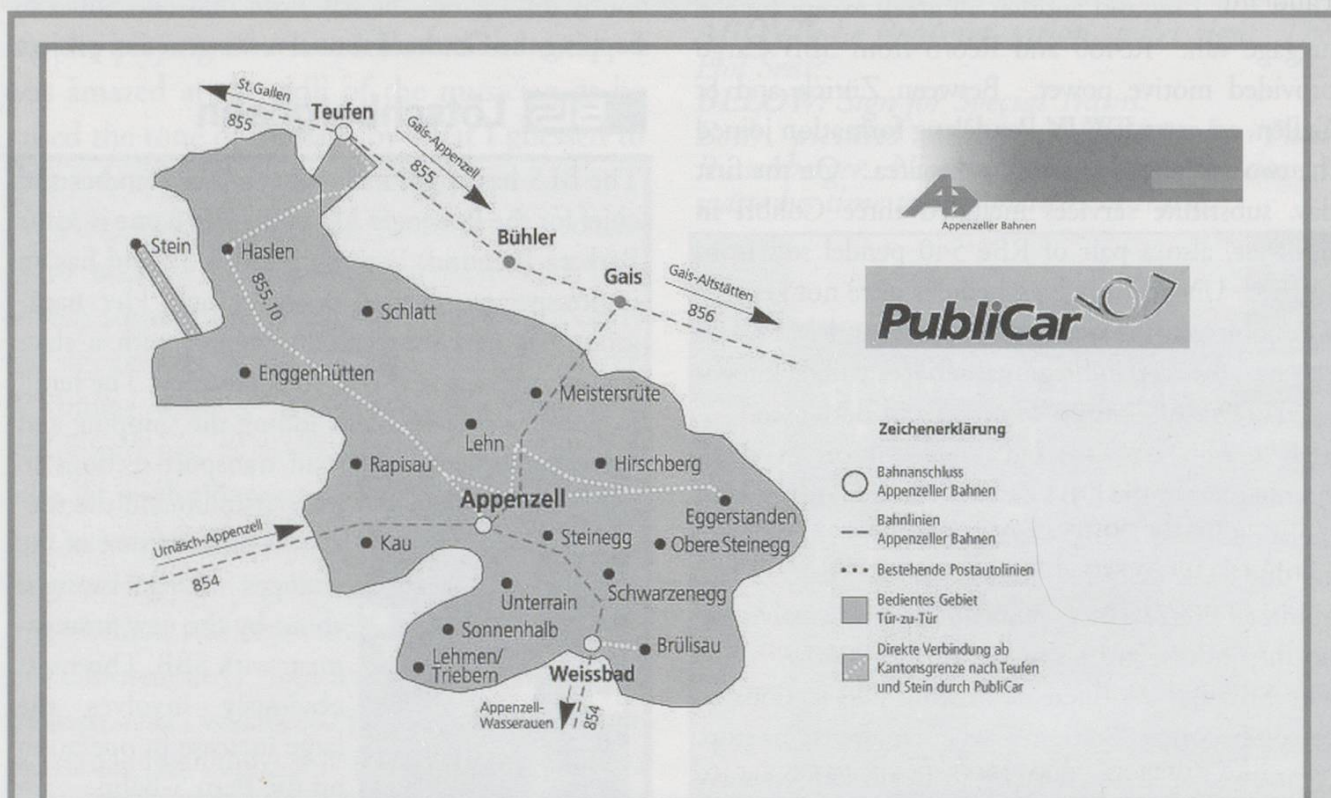 St.Gallen
855
Teufen
Gais-Appenzell
855
Bühler
Stein
Haslen
855.10
Gais
Gais-Altstätten
856
Schlatt
Enggenhütten
Meistersrüte
Lehn
Rapisau
Hirschberg
Appenzell
Eggerstanden
Urnäsch-Appenzell
854
Kau
Steinegg
Obere Steinegg
Unterrain
Schwarzenegg
Sonnenhalb
Lehmen/
Triebern
Brülisau
Weissbad
Appenzell-
Wasserauen
854
Appenzeller Bahnen
PubliCar
Zeichenerklärung
Bahnanschluss
Appenzeller Bahnen
Bahnlinien
Appenzeller Bahnen
Bestehende Postautolinien
Bedientes Gebiet
Tür-zu-Tür
Direkte Verbindung ab
Kantonsgrenze nach Teufen
und Stein durch PubliCar